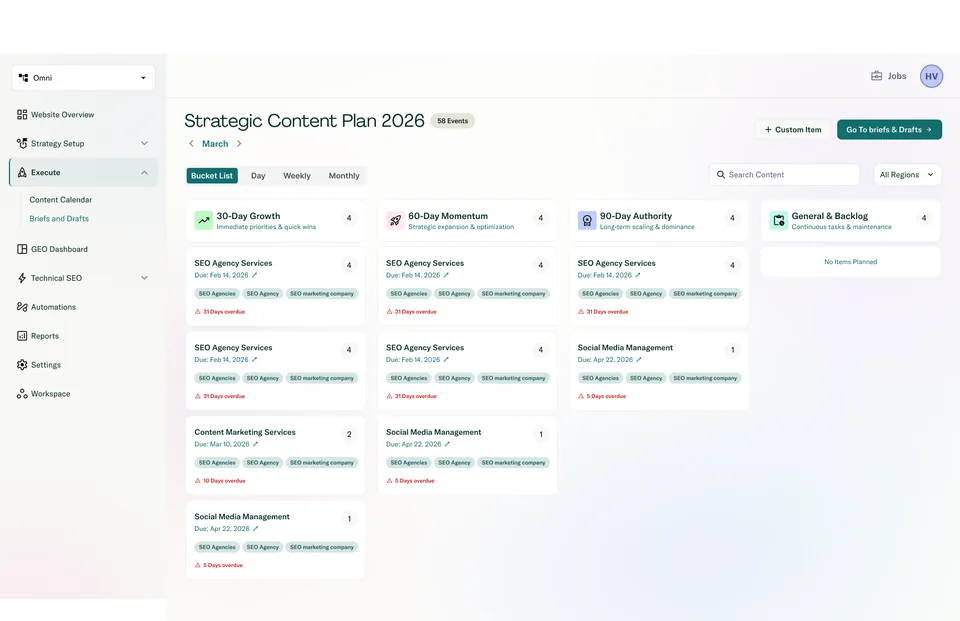 Omni
Jobs
HV
Website Overview
Strategy Setup
Execute
Content Calendar
Briefs and Drafts
GEO Dashboard
Technical SEO
Automations
Reports
Settings
Workspace
Strategic Content Plan 2026
58 Events
March
+ Custom Item
Go To briefs & Drafts →
Bucket List
Day
Weekly
Monthly
Search Content
All Regions
30-Day Growth
4
Immediate priorities & quick wins
SEO Agency Services
4
Due: Feb 14, 2026
SEO Agencies SEO Agency SEO marketing company
31 Days overdue
SEO Agency Services
4
Due: Feb 14, 2026
SEO Agencies SEO Agency SEO marketing company
31 Days overdue
Content Marketing Services
2
Due: Mar 10, 2026
SEO Agencies SEO Agency SEO marketing company
10 Days overdue
Social Media Management
1
Due: Apr 22, 2026
SEO Agencies SEO Agency SEO marketing company
5 Days overdue
60-Day Momentum
4
Strategic expansion & optimization
SEO Agency Services
4
Due: Feb 14, 2026
SEO Agencies SEO Agency SEO marketing company
31 Days overdue
SEO Agency Services
4
Due: Feb 14, 2026
SEO Agencies SEO Agency SEO marketing company
31 Days overdue
Social Media Management
1
Due: Apr 22, 2026
SEO Agencies SEO Agency SEO marketing company
5 Days overdue
90-Day Authority
4
Long-term scaling & dominance
SEO Agency Services
4
Due: Feb 14, 2026
SEO Agencies SEO Agency SEO marketing company
31 Days overdue
Social Media Management
1
Due: Apr 22, 2026
SEO Agencies SEO Agency SEO marketing company
5 Days overdue
General & Backlog
4
Continuous tasks & maintenance
No Items Planned